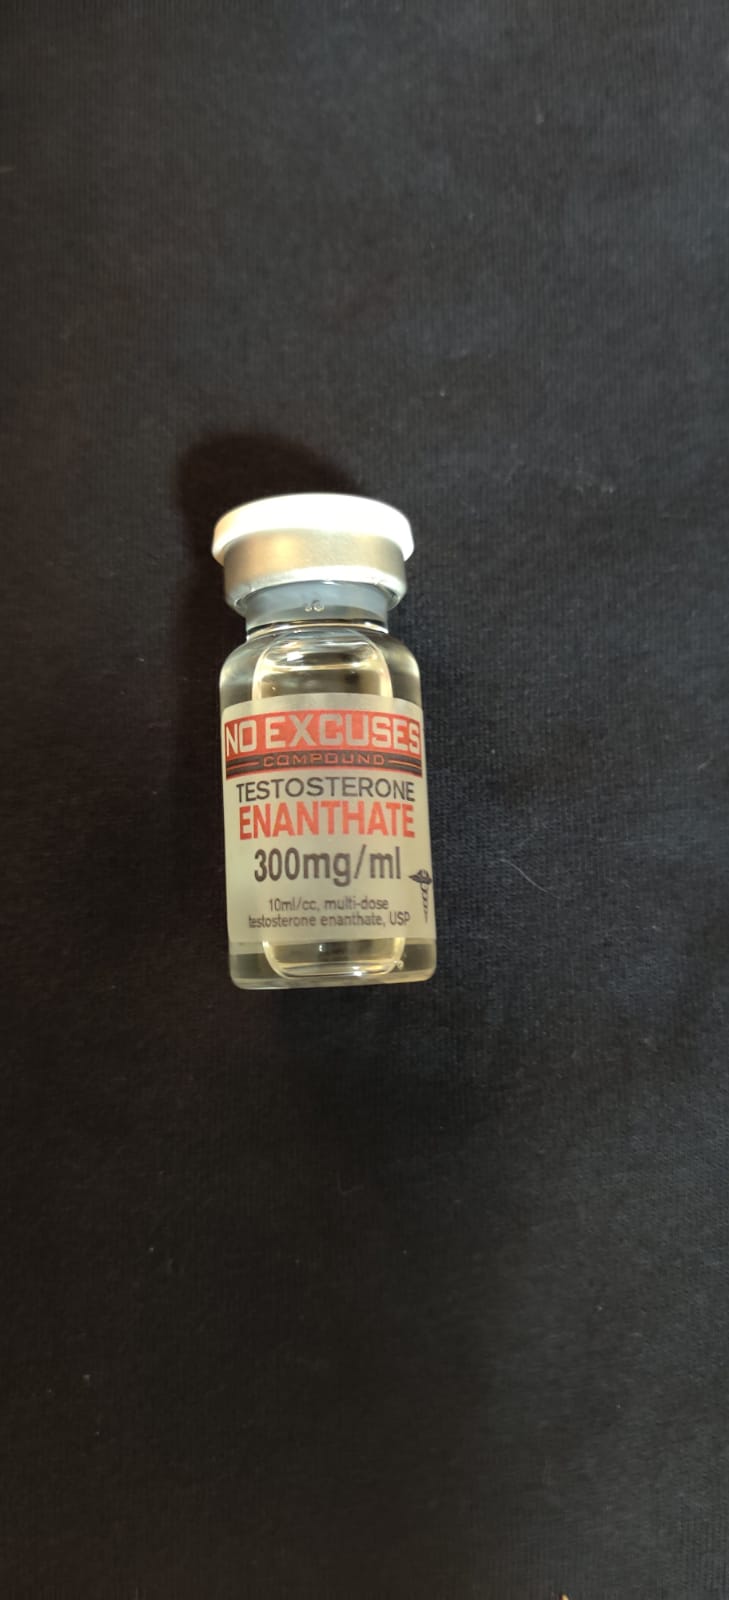 NO EXCUSES
COMPOUND
TESTOSTERONE
ENANTHATE
300mg/ml
10ml/cc, multi-dose
testosterone enanthate, USP